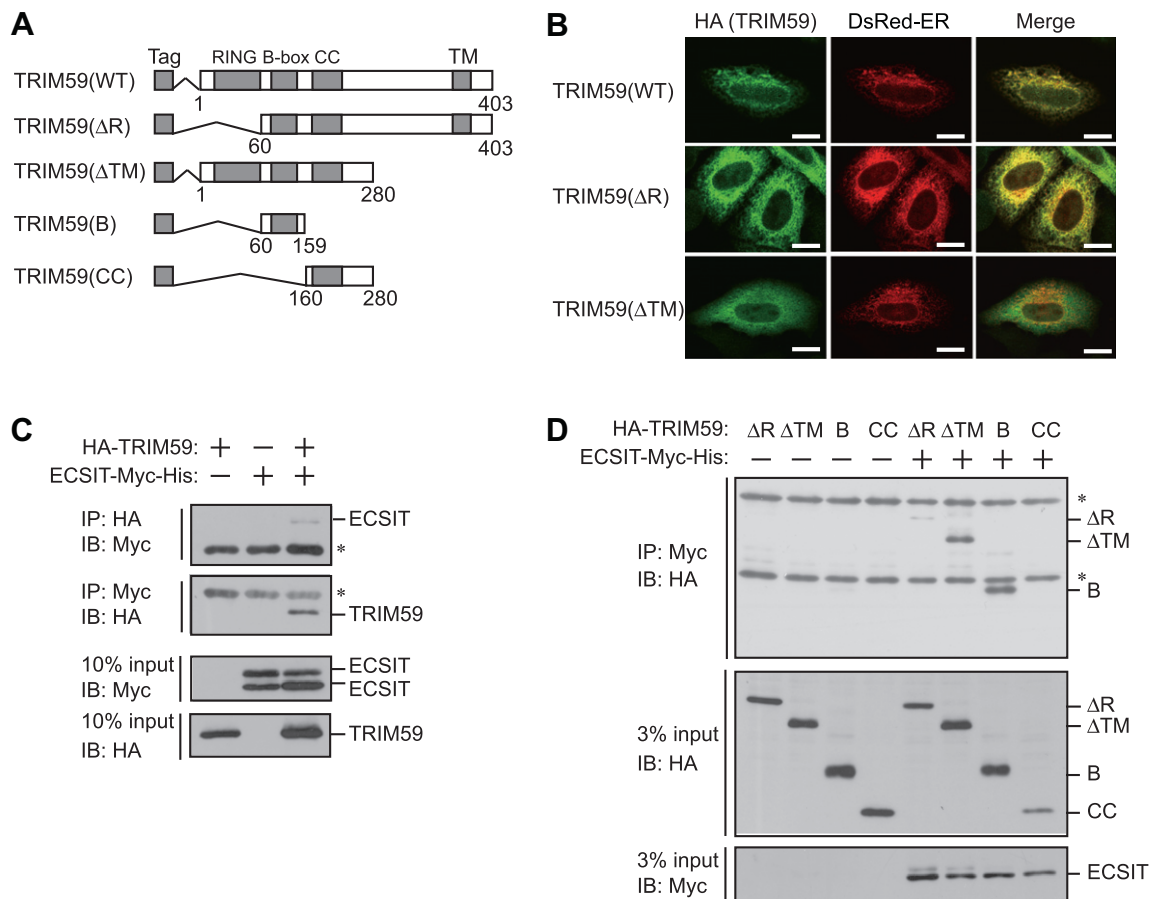 A
Tag RING B-box CC TM
TRIM59(WT)
1 403
TRIM59(ΔR)
60 403
TRIM59(ΔTM)
1 280
TRIM59(B)
60 159
TRIM59(CC)
160 280
B
HA (TRIM59) DsRed-ER Merge
TRIM59(WT)
TRIM59(ΔR)
TRIM59(ΔTM)
C
HA-TRIM59: + − +
ECSIT-Myc-His: − + +
IP: HA
IB: Myc
ECSIT
*
IP: Myc
IB: HA
*
TRIM59
10% input
IB: Myc
ECSIT
ECSIT
10% input
IB: HA
TRIM59
D
HA-TRIM59: ΔR ΔTM B CC ΔR ΔTM B CC
ECSIT-Myc-His: − − − − + + + +
IP: Myc
IB: HA
*
ΔR
ΔTM
*
B
3% input
IB: HA
ΔR
ΔTM
B
CC
3% input
IB: Myc
ECSIT